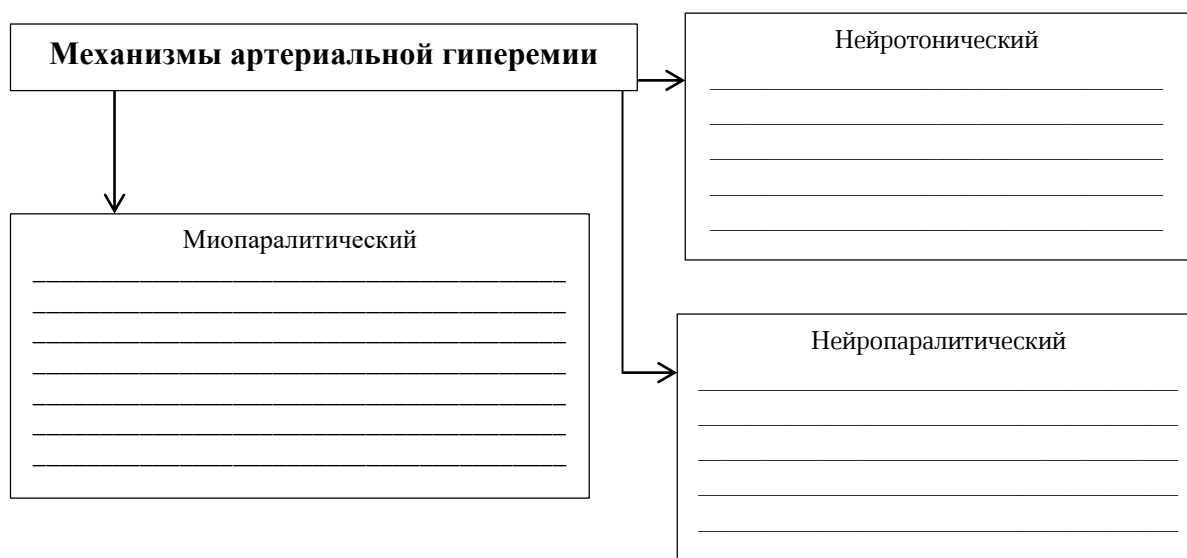 Механизмы артериальной гиперемии
Нейротонический
Миопаралитический
Нейропаралитический